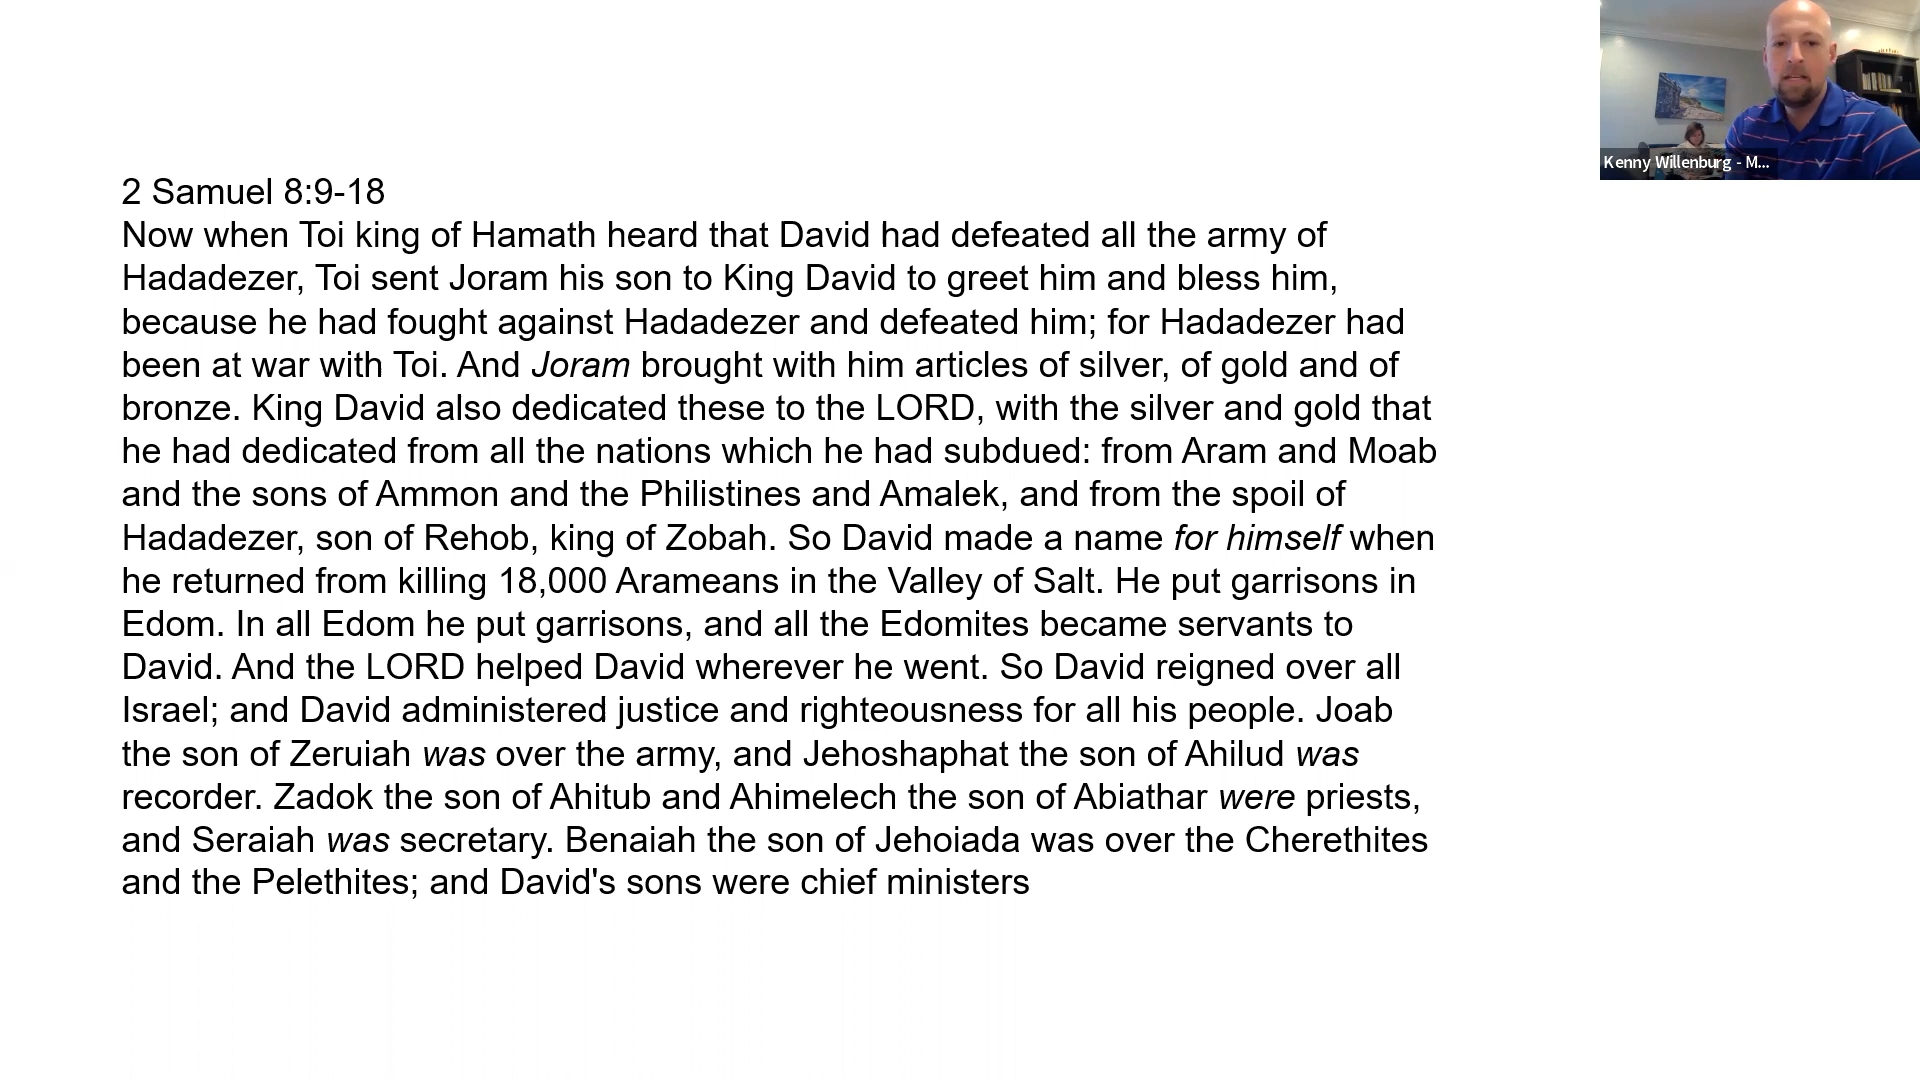 2 Samuel 8:9-18
Now when Toi king of Hamath heard that David had defeated all the army of
Hadadezer, Toi sent Joram his son to King David to greet him and bless him,
because he had fought against Hadadezer and defeated him; for Hadadezer had
been at war with Toi. And Joram brought with him articles of silver, of gold and of
bronze. King David also dedicated these to the LORD, with the silver and gold that
he had dedicated from all the nations which he had subdued: from Aram and Moab
and the sons of Ammon and the Philistines and Amalek, and from the spoil of
Hadadezer, son of Rehob, king of Zobah. So David made a name for himself when
he returned from killing 18,000 Arameans in the Valley of Salt. He put garrisons in
Edom. In all Edom he put garrisons, and all the Edomites became servants to
David. And the LORD helped David wherever he went. So David reigned over all
Israel; and David administered justice and righteousness for all his people. Joab
the son of Zeruiah was over the army, and Jehoshaphat the son of Ahilud was
recorder. Zadok the son of Ahitub and Ahimelech the son of Abiathar were priests,
and Seraiah was secretary. Benaiah the son of Jehoiada was over the Cherethites
and the Pelethites; and David's sons were chief ministers
Kenny Willenburg - M...